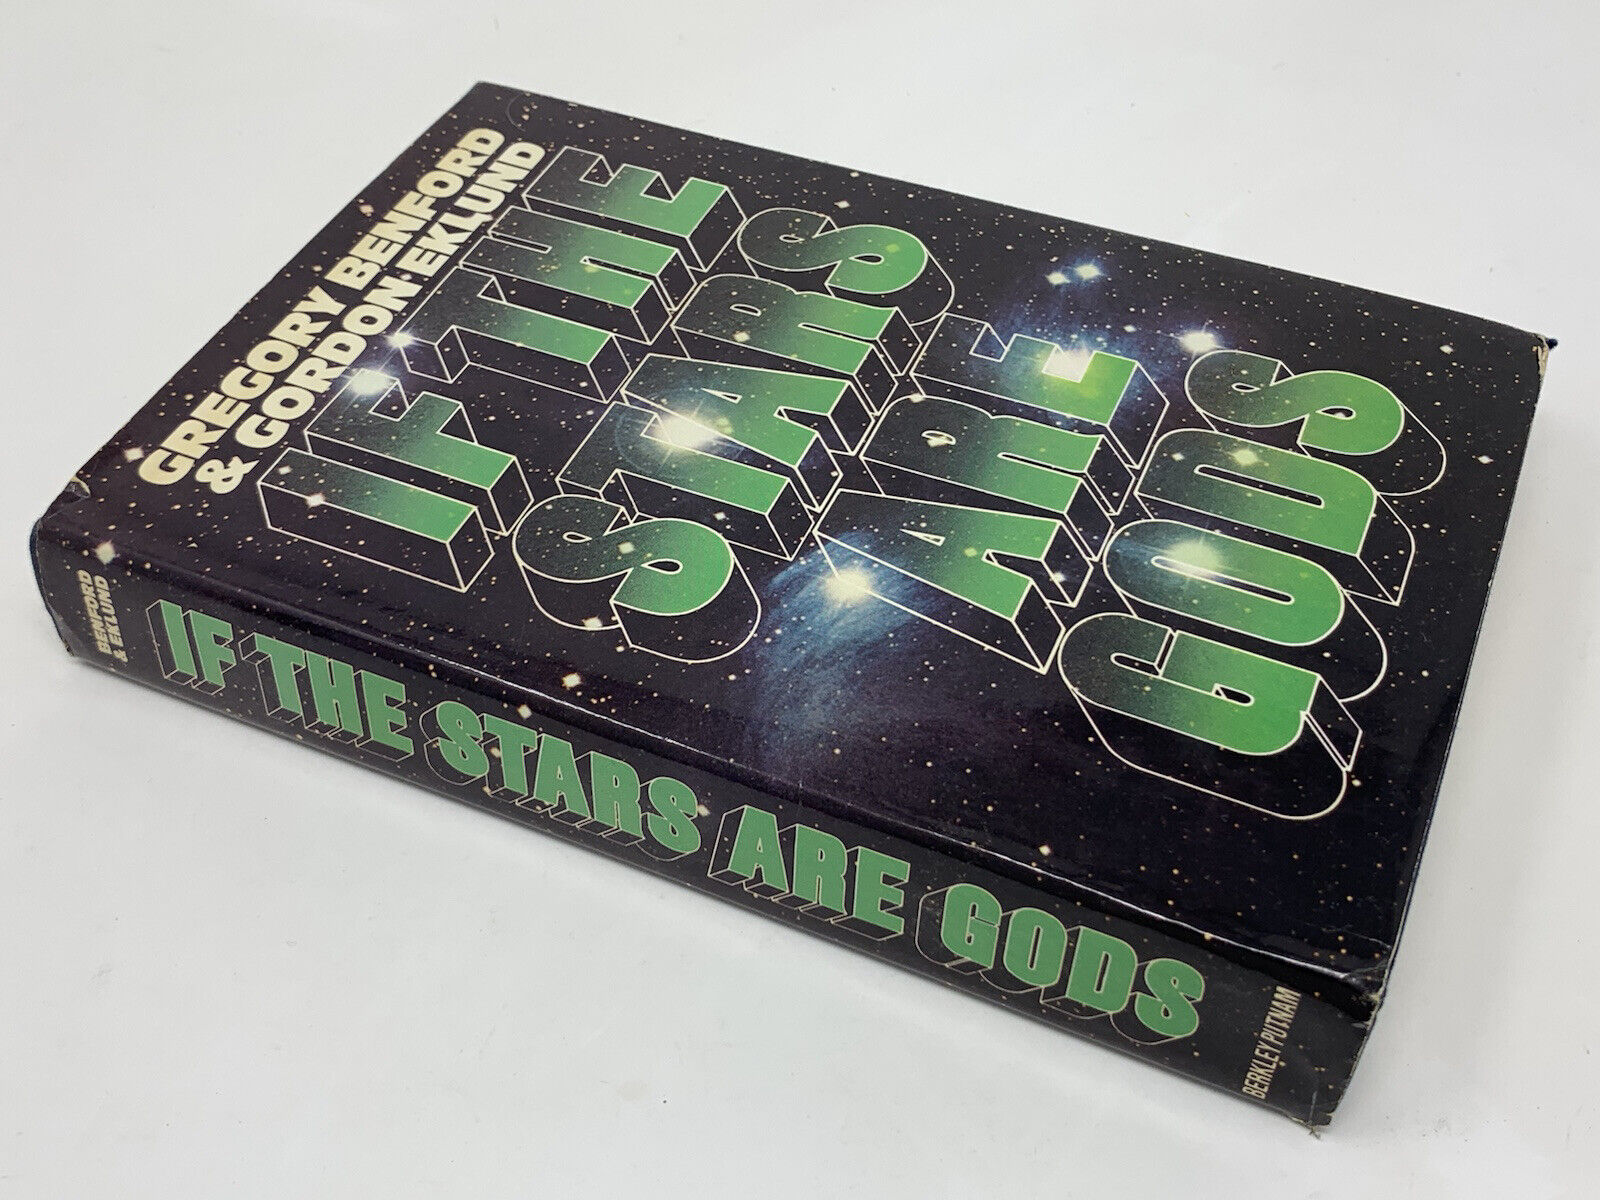 GREGORY BENFORD
& GORDON EKLUND
IF THE
STARS
ARE
GODS
BENFORD
& EKLUND
IF THE STARS ARE GODS
BERKLEY PUTNAM